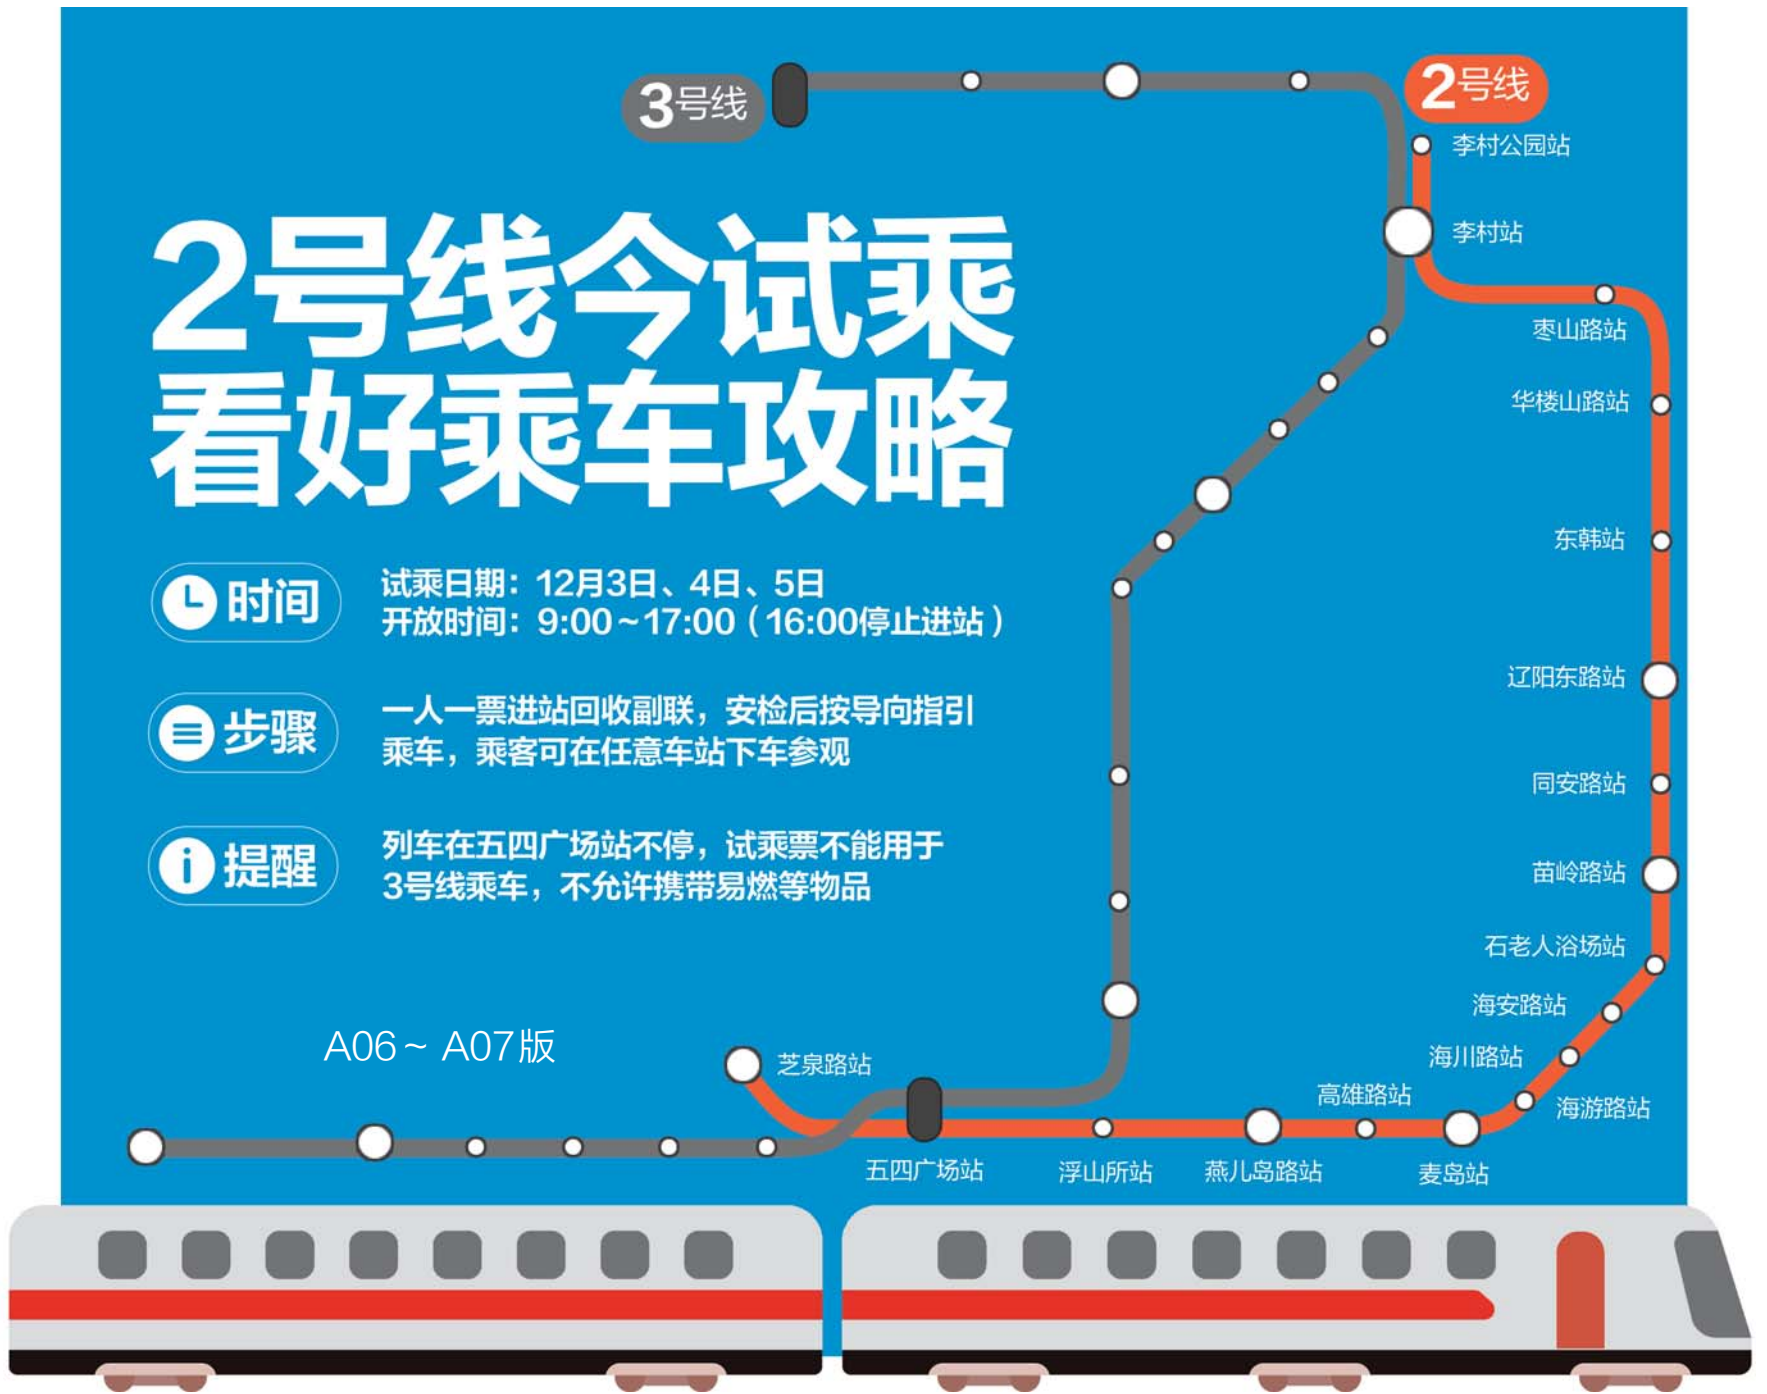 3号线
2号线
李村公园站
李村站
枣山路站
华楼山路站
东韩站
辽阳东路站
同安路站
苗岭路站
石老人浴场站
海安路站
海川路站
海游路站
高雄路站
麦岛站
燕儿岛路站
浮山所站
五四广场站
芝泉路站
2号线今试乘
看好乘车攻略
时间
试乘日期：12月3日、4日、5日
开放时间：9:00~17:00（16:00停止进站）
步骤
一人一票进站回收副联，安检后按导向指引
乘车，乘客可在任意车站下车参观
提醒
列车在五四广场站不停，试乘票不能用于
3号线乘车，不允许携带易燃等物品
A06~ A07版